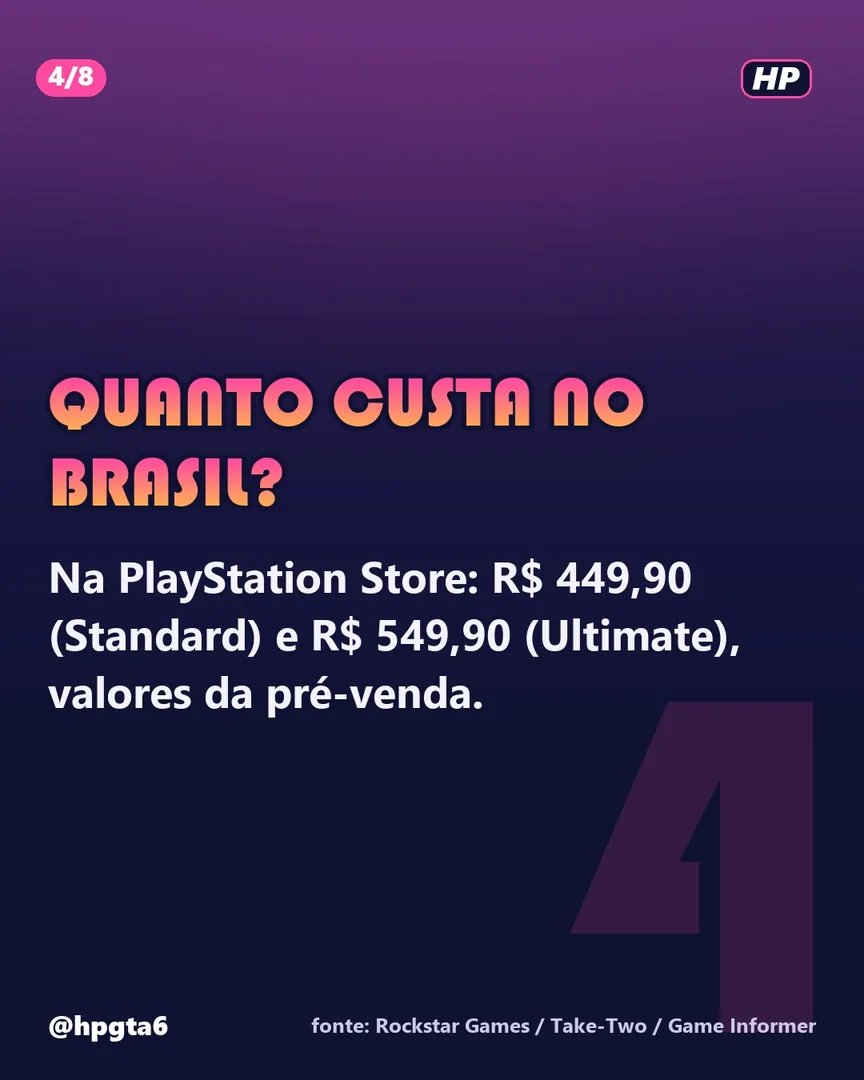 4/8
HP
QUANTO CUSTA NO
BRASIL?
Na PlayStation Store: R$ 449,90
(Standard) e R$ 549,90 (Ultimate),
valores da pré-venda.
4
@hpgta6
fonte: Rockstar Games / Take-Two / Game Informer